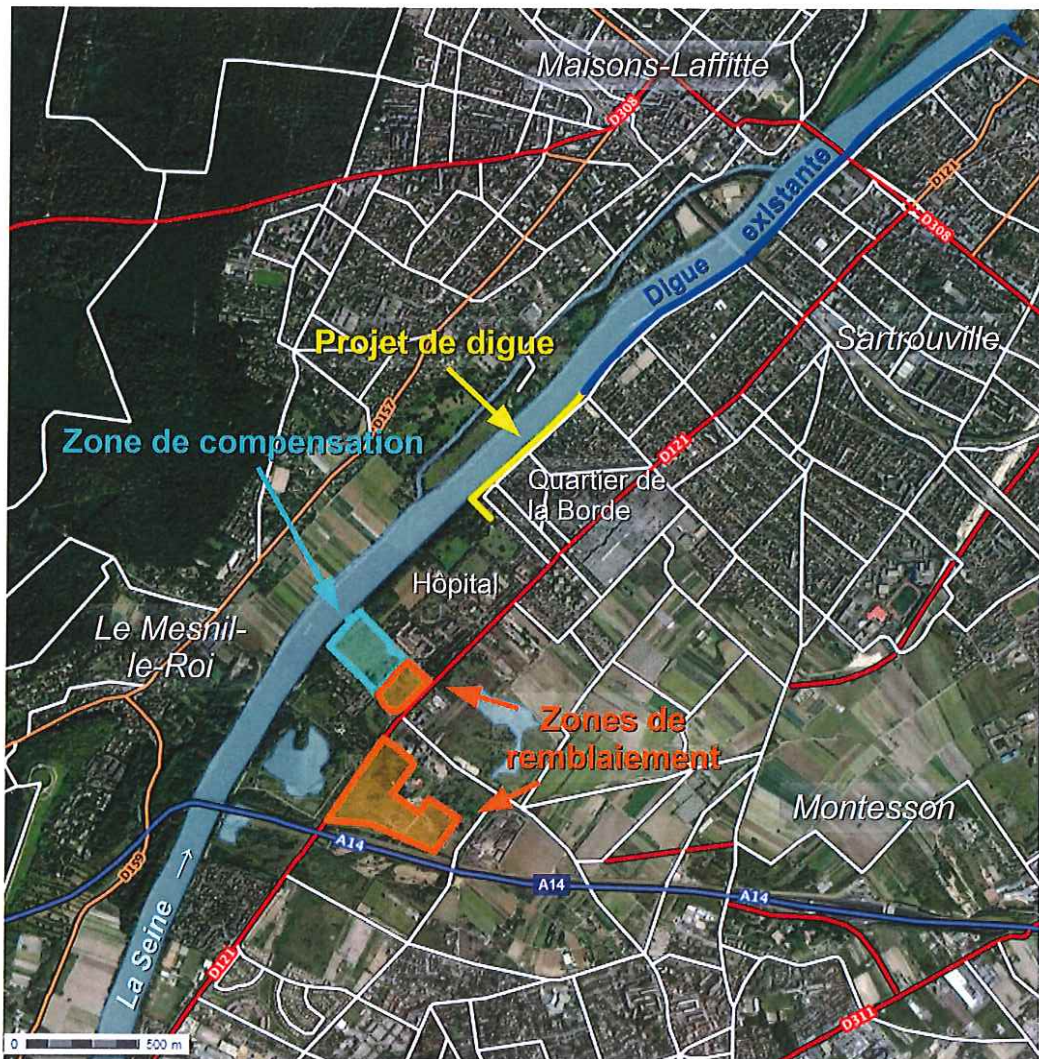 Maisons-Laffitte
D308
D121
D308
Digue existante
Sartrouville
Projet de digue
D157
D121
Zone de compensation
Quartier de
la Borde
Hôpital
Le Mesnil-
le-Roi
Zones de
remblaiement
Montesson
A14
D159
A14
A14
La Seine →
D121
D311
0 500 m